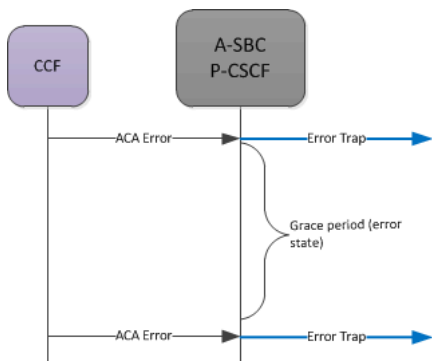 CCF
A-SBC
P-CSCF
ACA Error
Error Trap
Grace period (error
state)
ACA Error
Error Trap